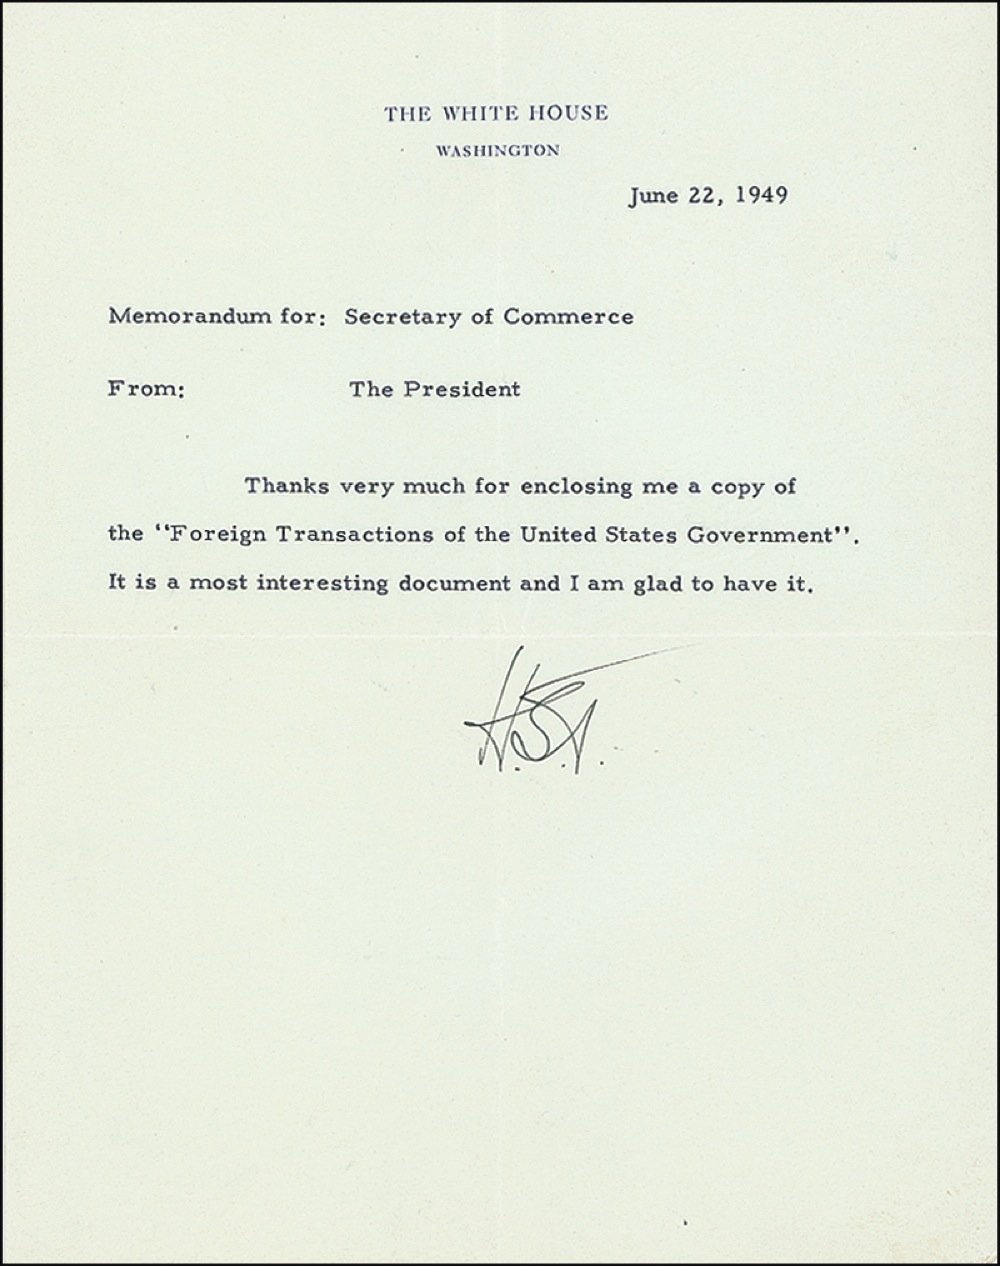 THE WHITE HOUSE
WASHINGTON
June 22, 1949
Memorandum for: Secretary of Commerce
From: The President
Thanks very much for enclosing me a copy of
the "Foreign Transactions of the United States Government".
It is a most interesting document and I am glad to have it.
H.S.T.